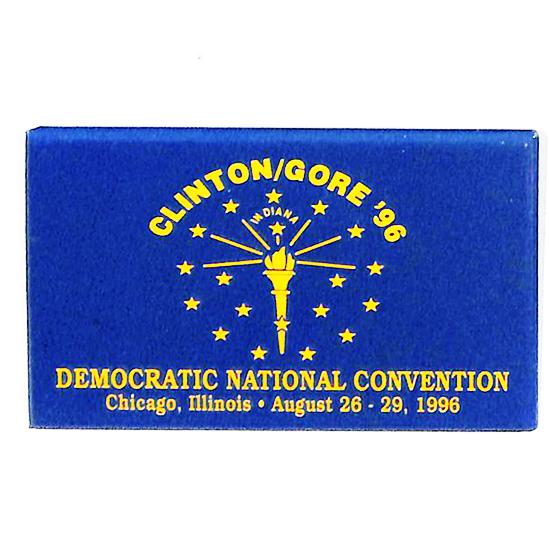 CLINTON/GORE '96
INDIANA
DEMOCRATIC NATIONAL CONVENTION
Chicago, Illinois • August 26 - 29, 1996